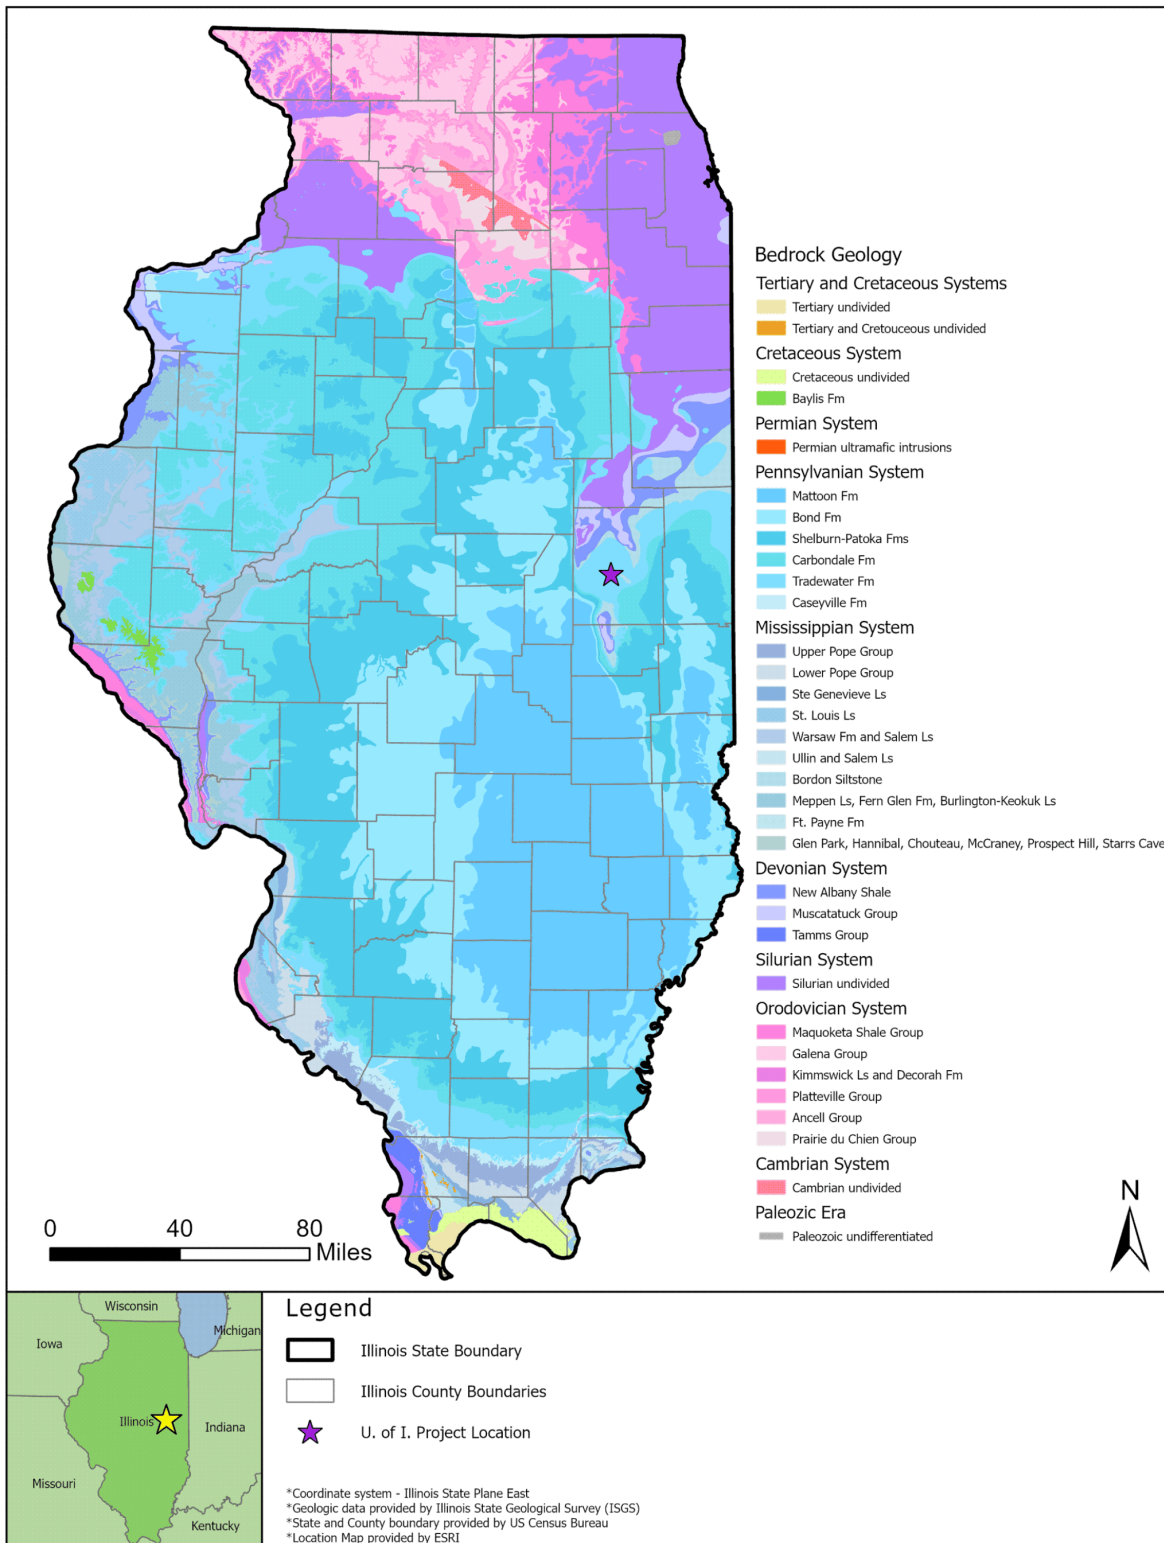 Bedrock Geology
Tertiary and Cretaceous Systems
Tertiary undivided
Tertiary and Cretouceous undivided
Cretaceous System
Cretaceous undivided
Baylis Fm
Permian System
Permian ultramafic intrusions
Pennsylvanian System
Mattoon Fm
Bond Fm
Shelburn-Patoka Fms
Carbondale Fm
Tradewater Fm
Caseyville Fm
Mississippian System
Upper Pope Group
Lower Pope Group
Ste Genevieve Ls
St. Louis Ls
Warsaw Fm and Salem Ls
Ullin and Salem Ls
Bordon Siltstone
Meppen Ls, Fern Glen Fm, Burlington-Keokuk Ls
Ft. Payne Fm
Glen Park, Hannibal, Chouteau, McCraney, Prospect Hill, Starrs Cave
Devonian System
New Albany Shale
Muscatatuck Group
Tamms Group
Silurian System
Silurian undivided
Orodovician System
Maquoketa Shale Group
Galena Group
Kimmswick Ls and Decorah Fm
Platteville Group
Ancell Group
Prairie du Chien Group
Cambrian System
Cambrian undivided
Paleozic Era
Paleozoic undifferentiated
N
0 40 80
Miles
Wisconsin
Michigan
Iowa
Illinois
Indiana
Missouri
Kentucky
Legend
Illinois State Boundary
Illinois County Boundaries
U. of I. Project Location
*Coordinate system - Illinois State Plane East
*Geologic data provided by Illinois State Geological Survey (ISGS)
*State and County boundary provided by US Census Bureau
*Location Map provided by ESRI